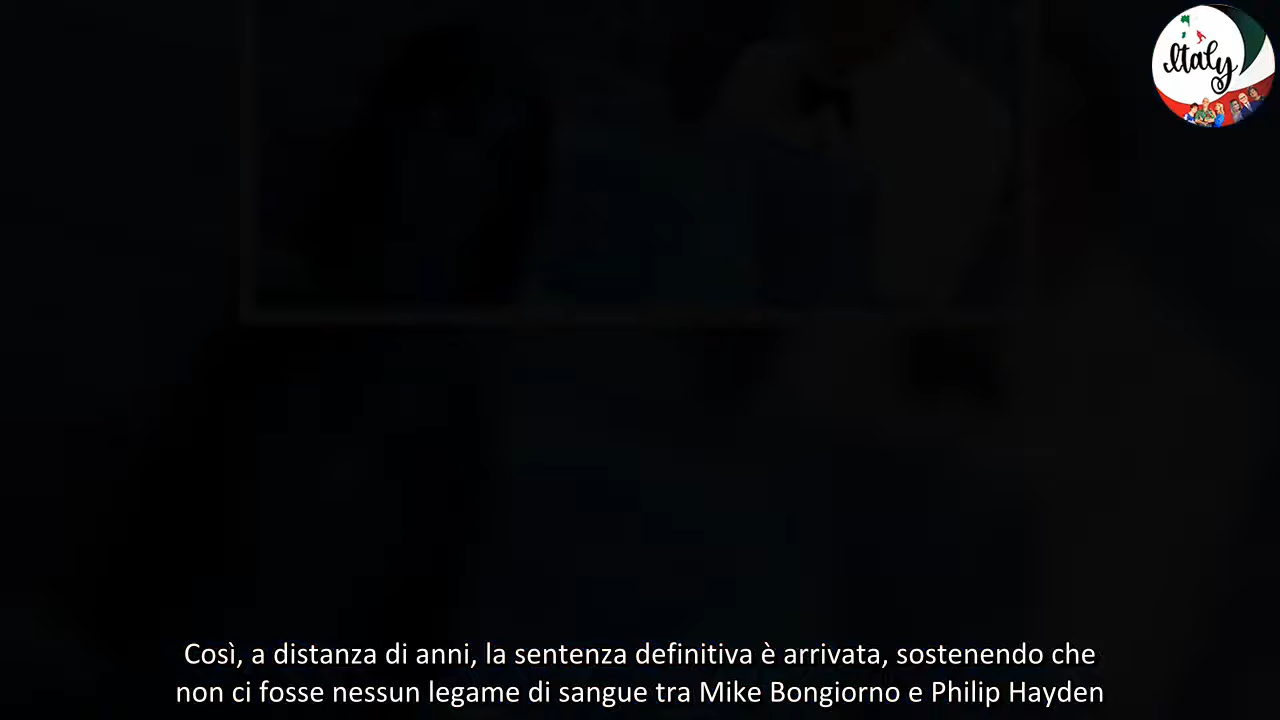 Italy
Così, a distanza di anni, la sentenza definitiva è arrivata, sostenendo che
non ci fosse nessun legame di sangue tra Mike Bongiorno e Philip Hayden